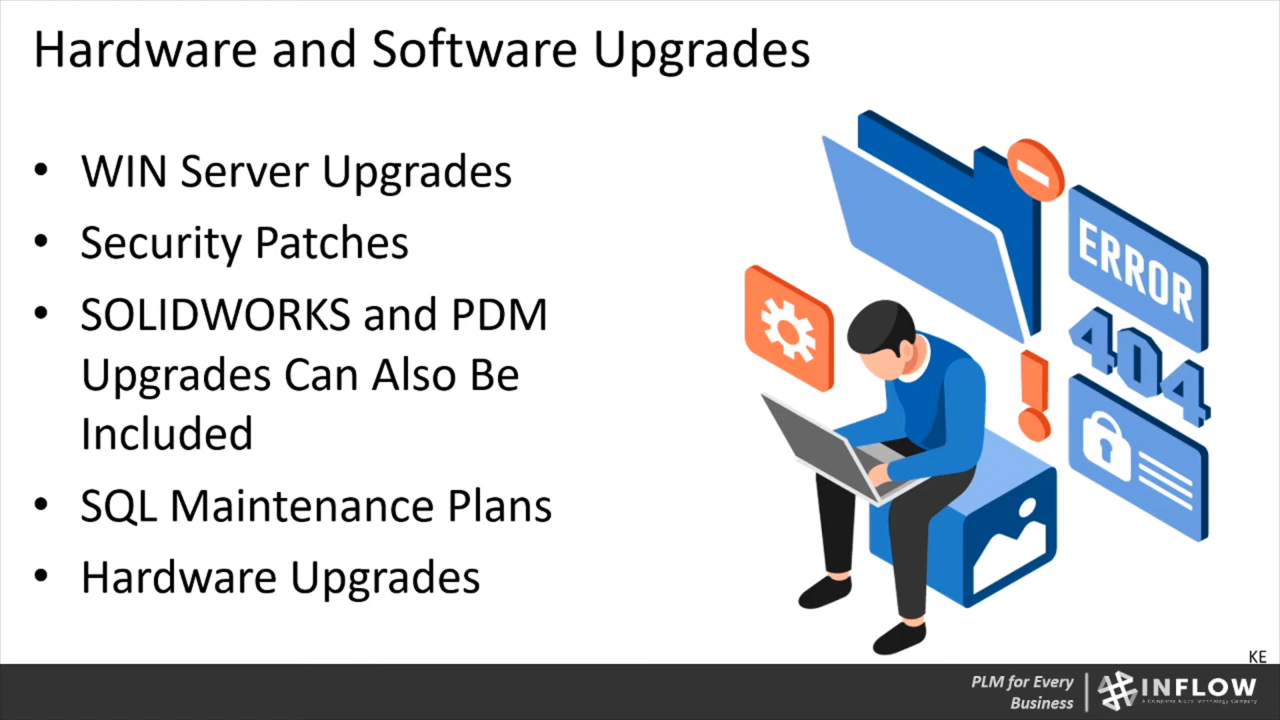 Hardware and Software Upgrades
• WIN Server Upgrades
• Security Patches
• SOLIDWORKS and PDM
Upgrades Can Also Be
Included
• SQL Maintenance Plans
• Hardware Upgrades
ERROR
404
KE
PLM for Every
Business
INFLOW